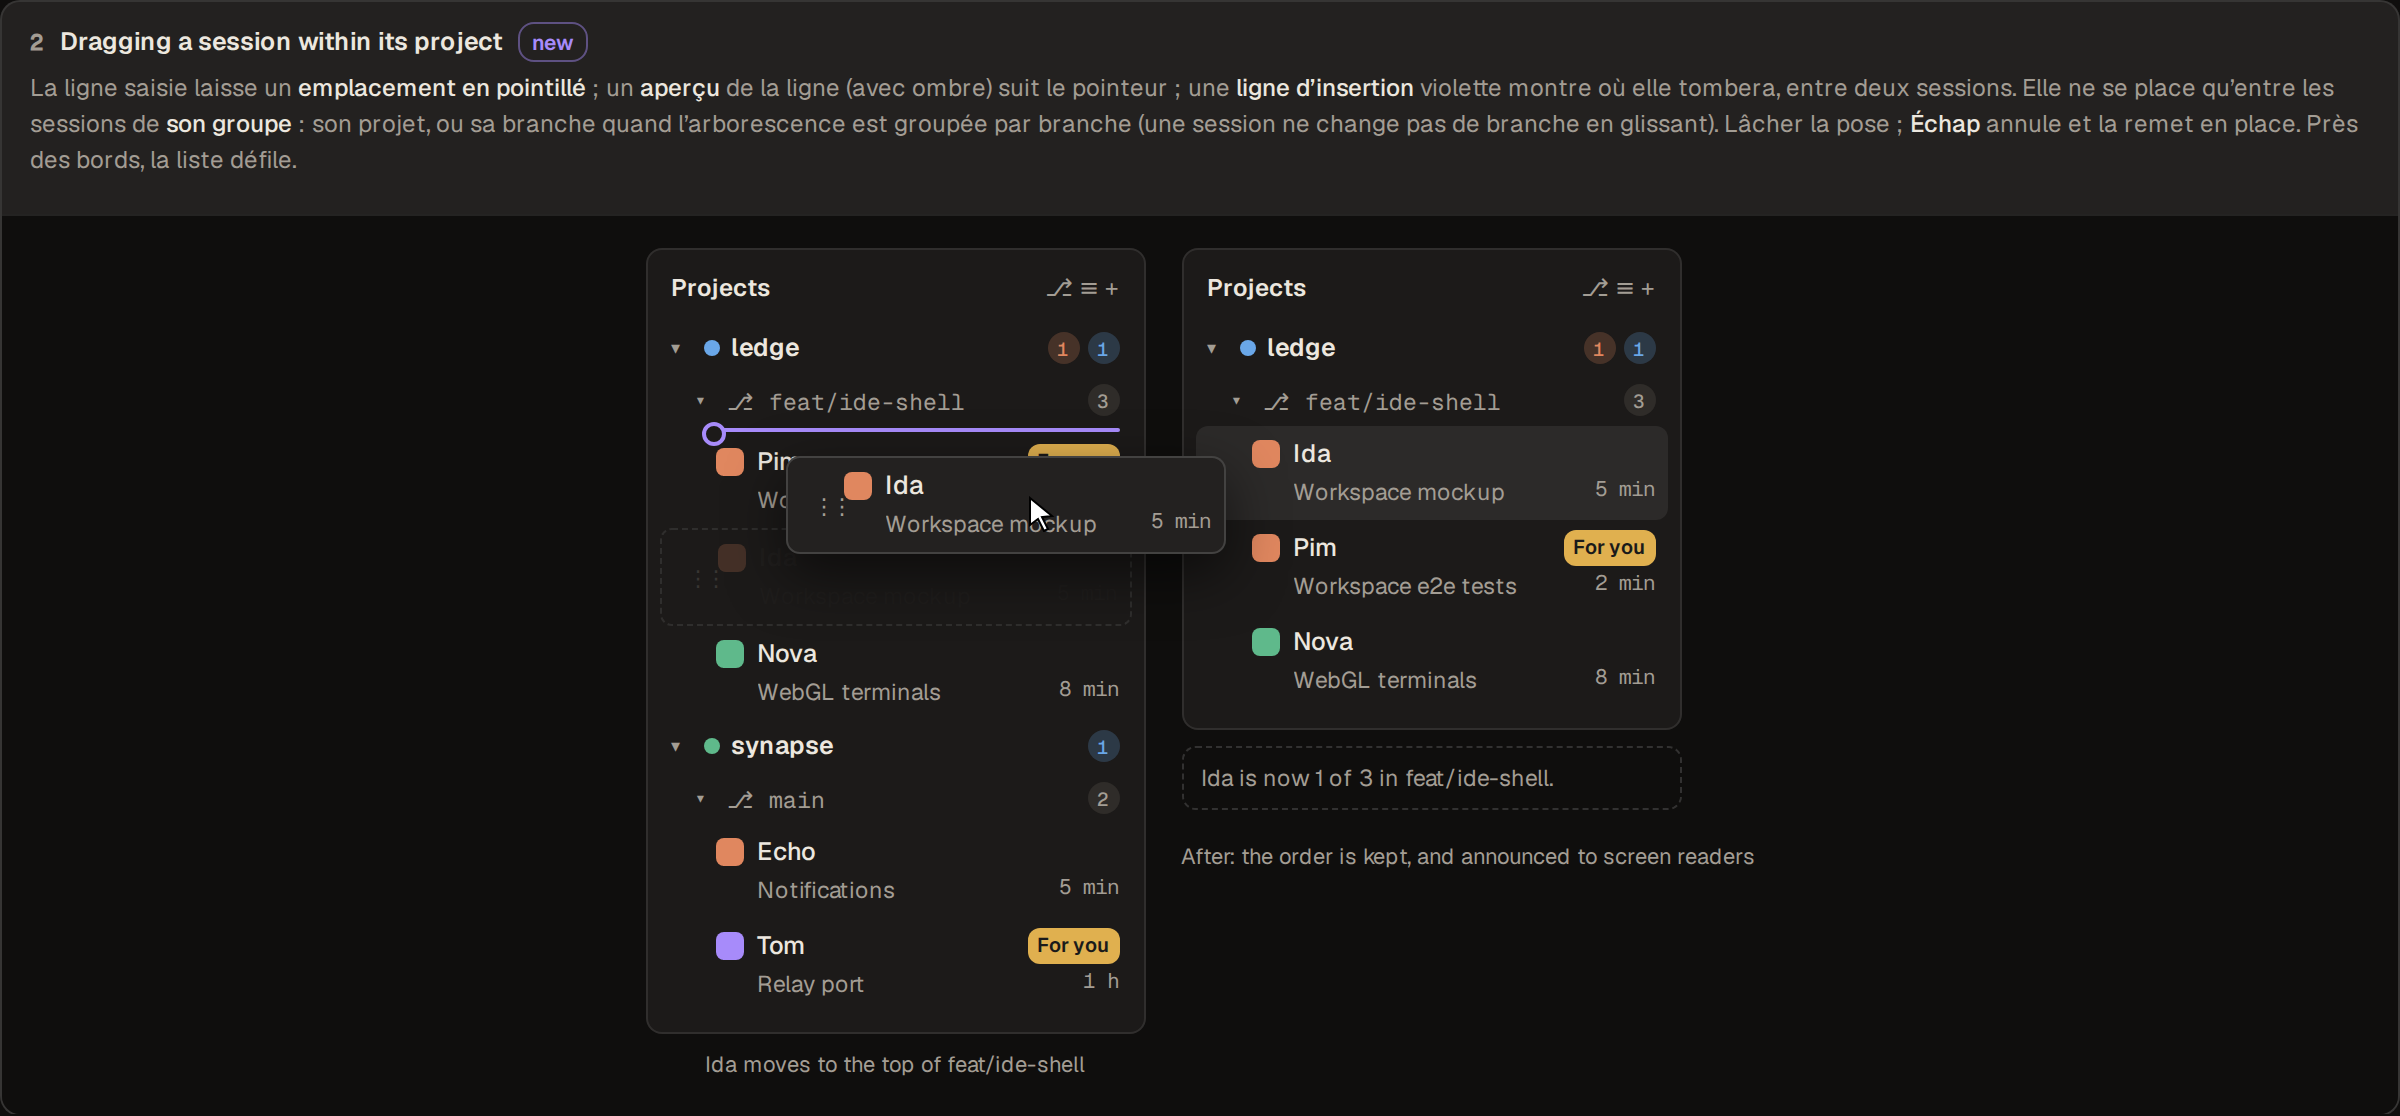 2 Dragging a session within its project new
La ligne saisie laisse un emplacement en pointillé ; un aperçu de la ligne (avec ombre) suit le pointeur ; une ligne d’insertion violette montre où elle tombera, entre deux sessions. Elle ne se place qu’entre les
sessions de son groupe : son projet, ou sa branche quand l’arborescence est groupée par branche (une session ne change pas de branche en glissant). Lâcher la pose ; Échap annule et la remet en place. Près
des bords, la liste défile.
Projects
ledge 1 1
feat/ide-shell 3
Pim
Ida
Workspace mockup 5 min
Ida
Workspace mockup 5 min
Nova
WebGL terminals 8 min
synapse 1
main 2
Echo
Notifications 5 min
Tom For you
Relay port 1 h
Ida moves to the top of feat/ide-shell
Projects
ledge 1 1
feat/ide-shell 3
Ida
Workspace mockup 5 min
Pim For you
Workspace e2e tests 2 min
Nova
WebGL terminals 8 min
Ida is now 1 of 3 in feat/ide-shell.
After: the order is kept, and announced to screen readers